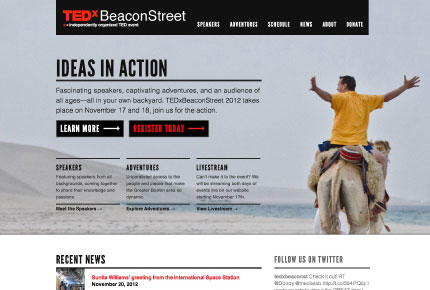 TEDx BeaconStreet
x = independently organized TED event
SPEAKERS ADVENTURES SCHEDULE NEWS ABOUT DONATE
IDEAS IN ACTION
Fascinating speakers, captivating adventures, and an audience of
all ages—all in your own backyard. TEDxBeaconStreet 2012 takes
place on November 17 and 18, join us for the action.
LEARN MORE → REGISTER TODAY →
SPEAKERS
Featuring speakers from all
backgrounds, coming together
to share their knowledge and
passions.
Meet the Speakers →
ADVENTURES
Unparalleled access to the
people and places that make
the Greater Boston area so
dynamic.
Explore Adventures →
LIVESTREAM
Can't make it to the event? We
will be streaming both days of
events live on our website
starting November 17th.
View Livestream →
RECENT NEWS
Sunita Williams' greeting from the International Space Station
November 20, 2012
FOLLOW US ON TWITTER
tedxbeaconst Check it out! RT